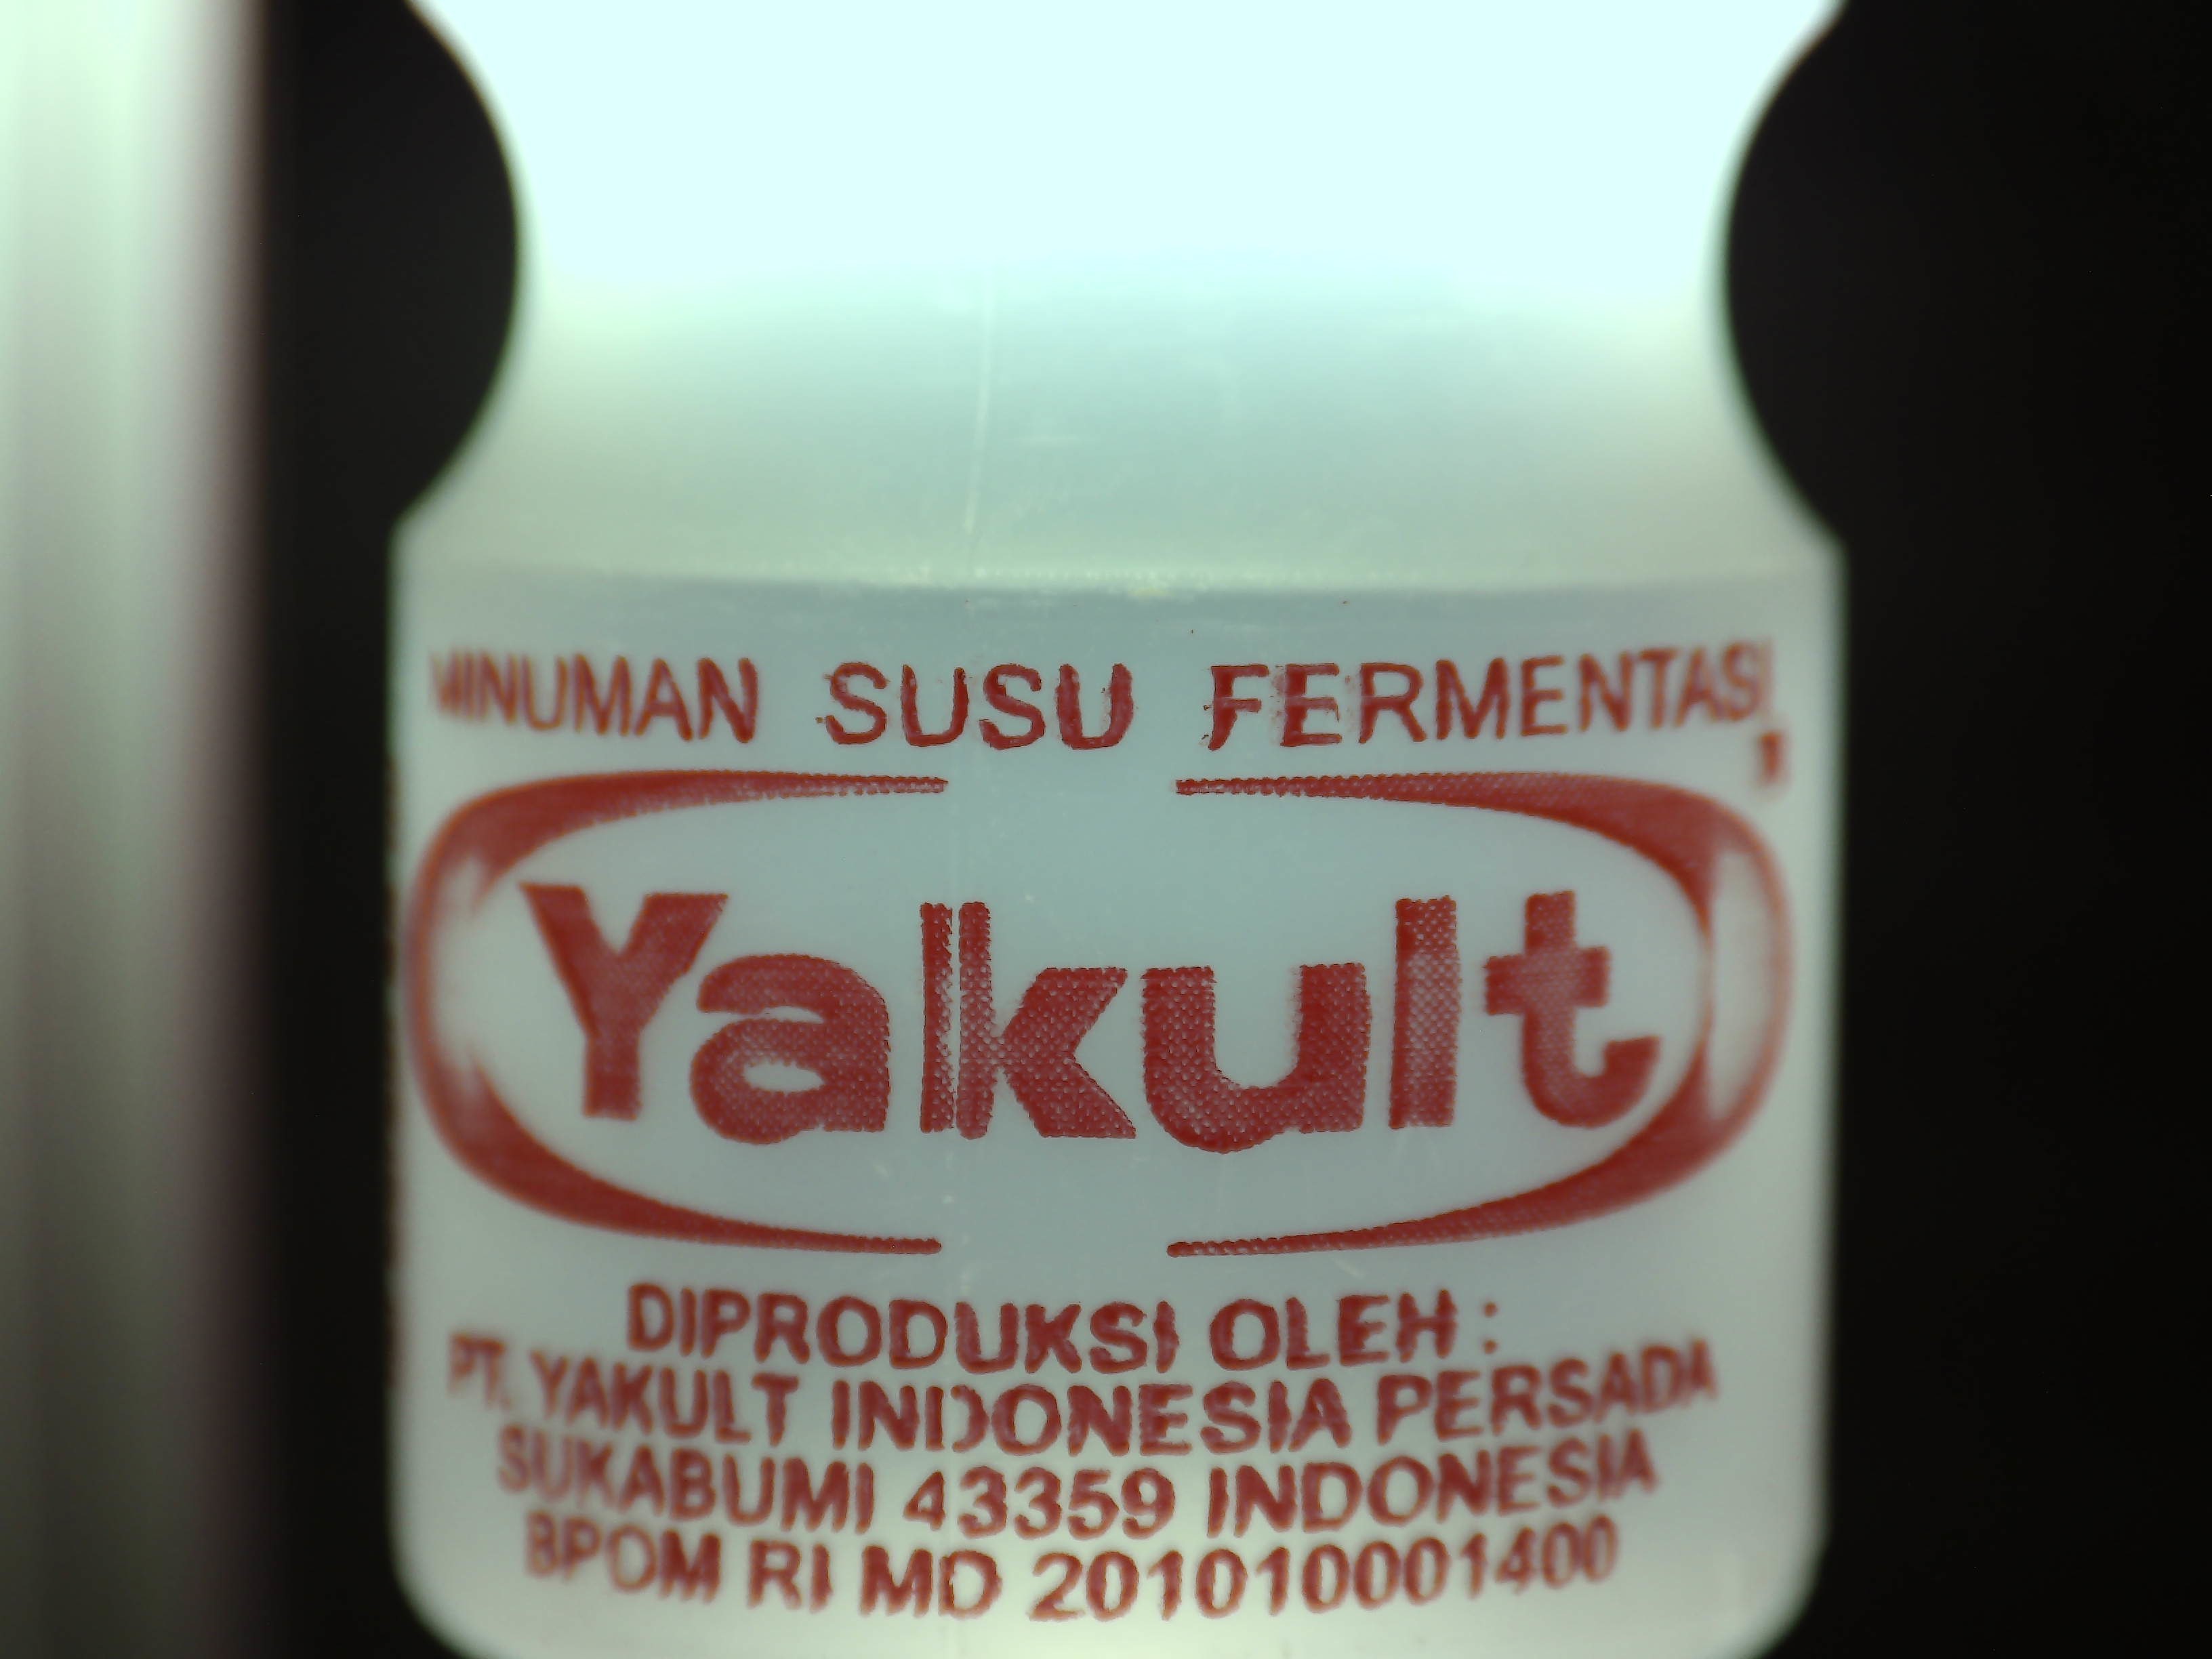 MINUMAN SUSU FERMENTASI
Yakult
DIPRODUKSI OLEH :
PT. YAKULT INDONESIA PERSADA
SUKABUMI 43359 INDONESIA
BPOM RI MD 201010001400